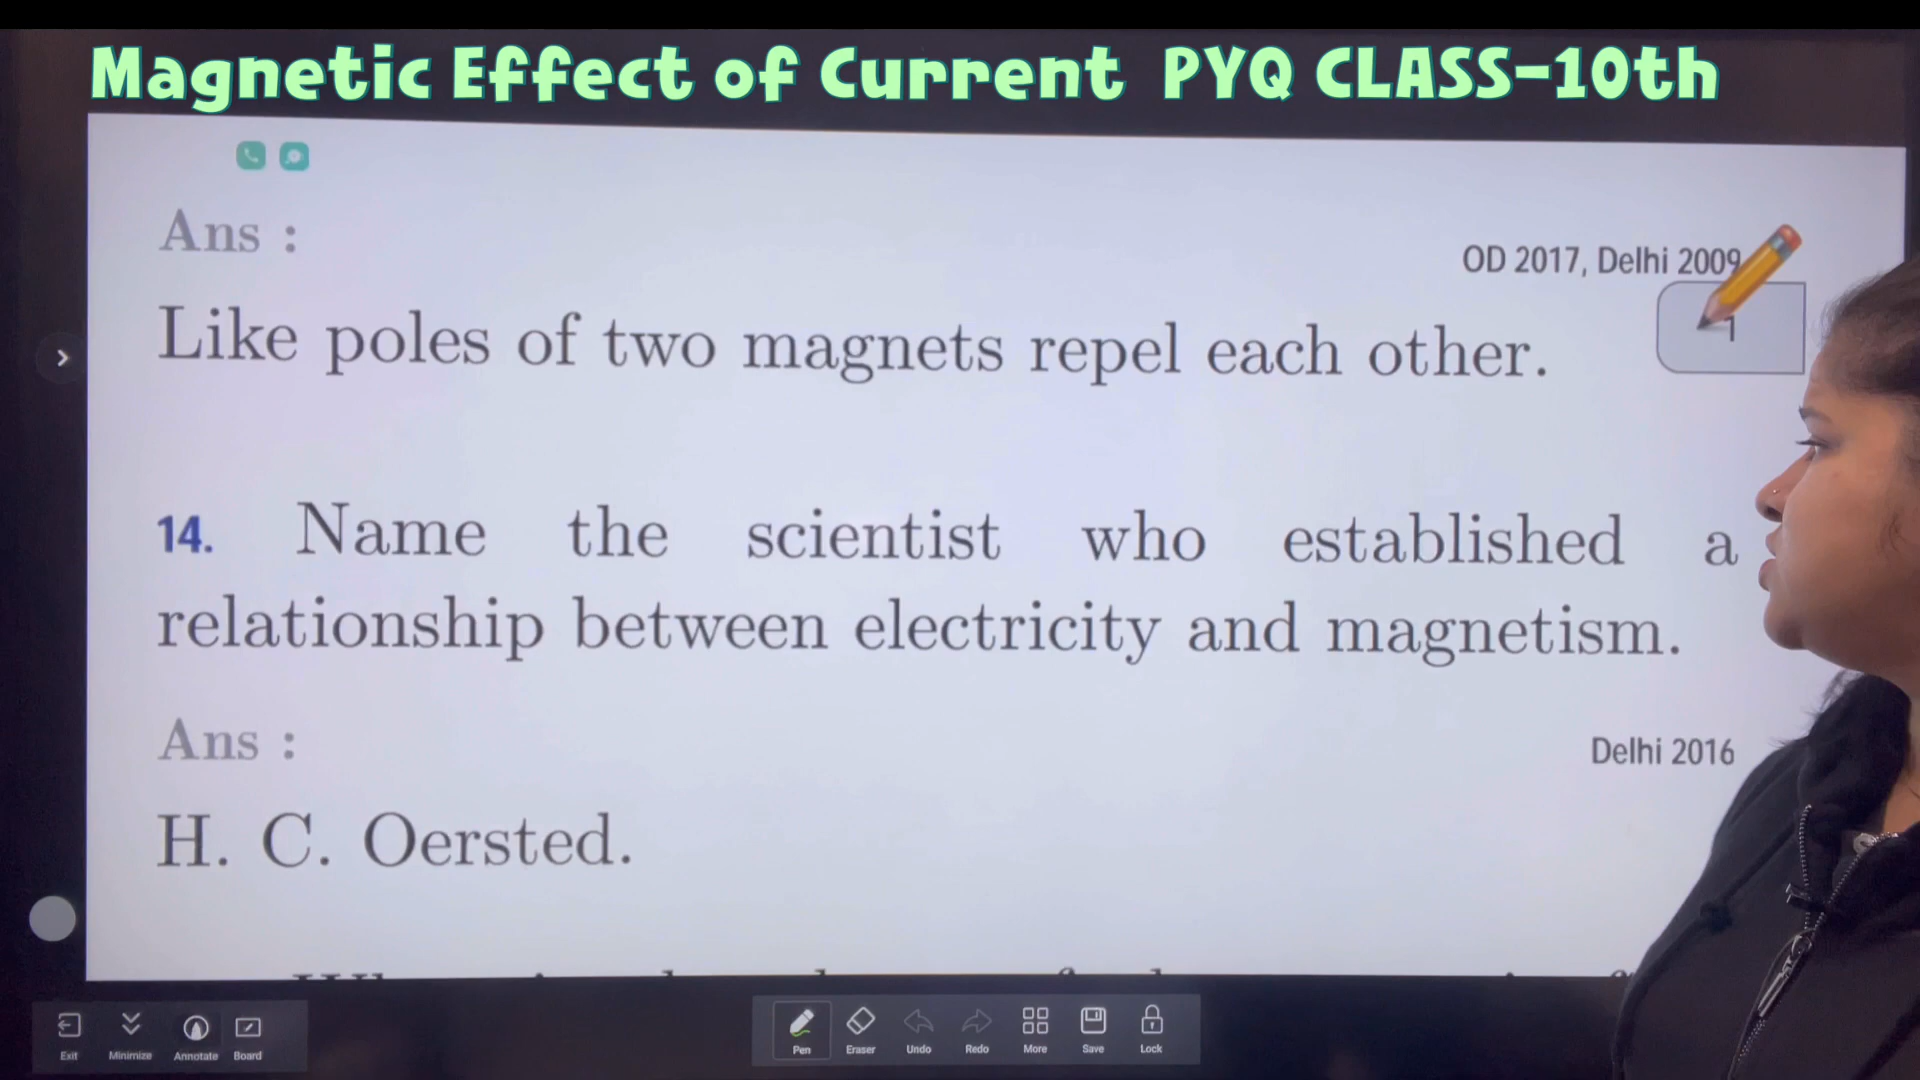 Magnetic Effect of Current PYQ CLASS-10th
Ans :
OD 2017, Delhi 2009
Like poles of two magnets repel each other.
1
14. Name the scientist who established a
relationship between electricity and magnetism.
Ans :
Delhi 2016
H. C. Oersted.
Exit
Minimize
Annotate
Board
Pen
Eraser
Undo
Redo
More
Save
Lock